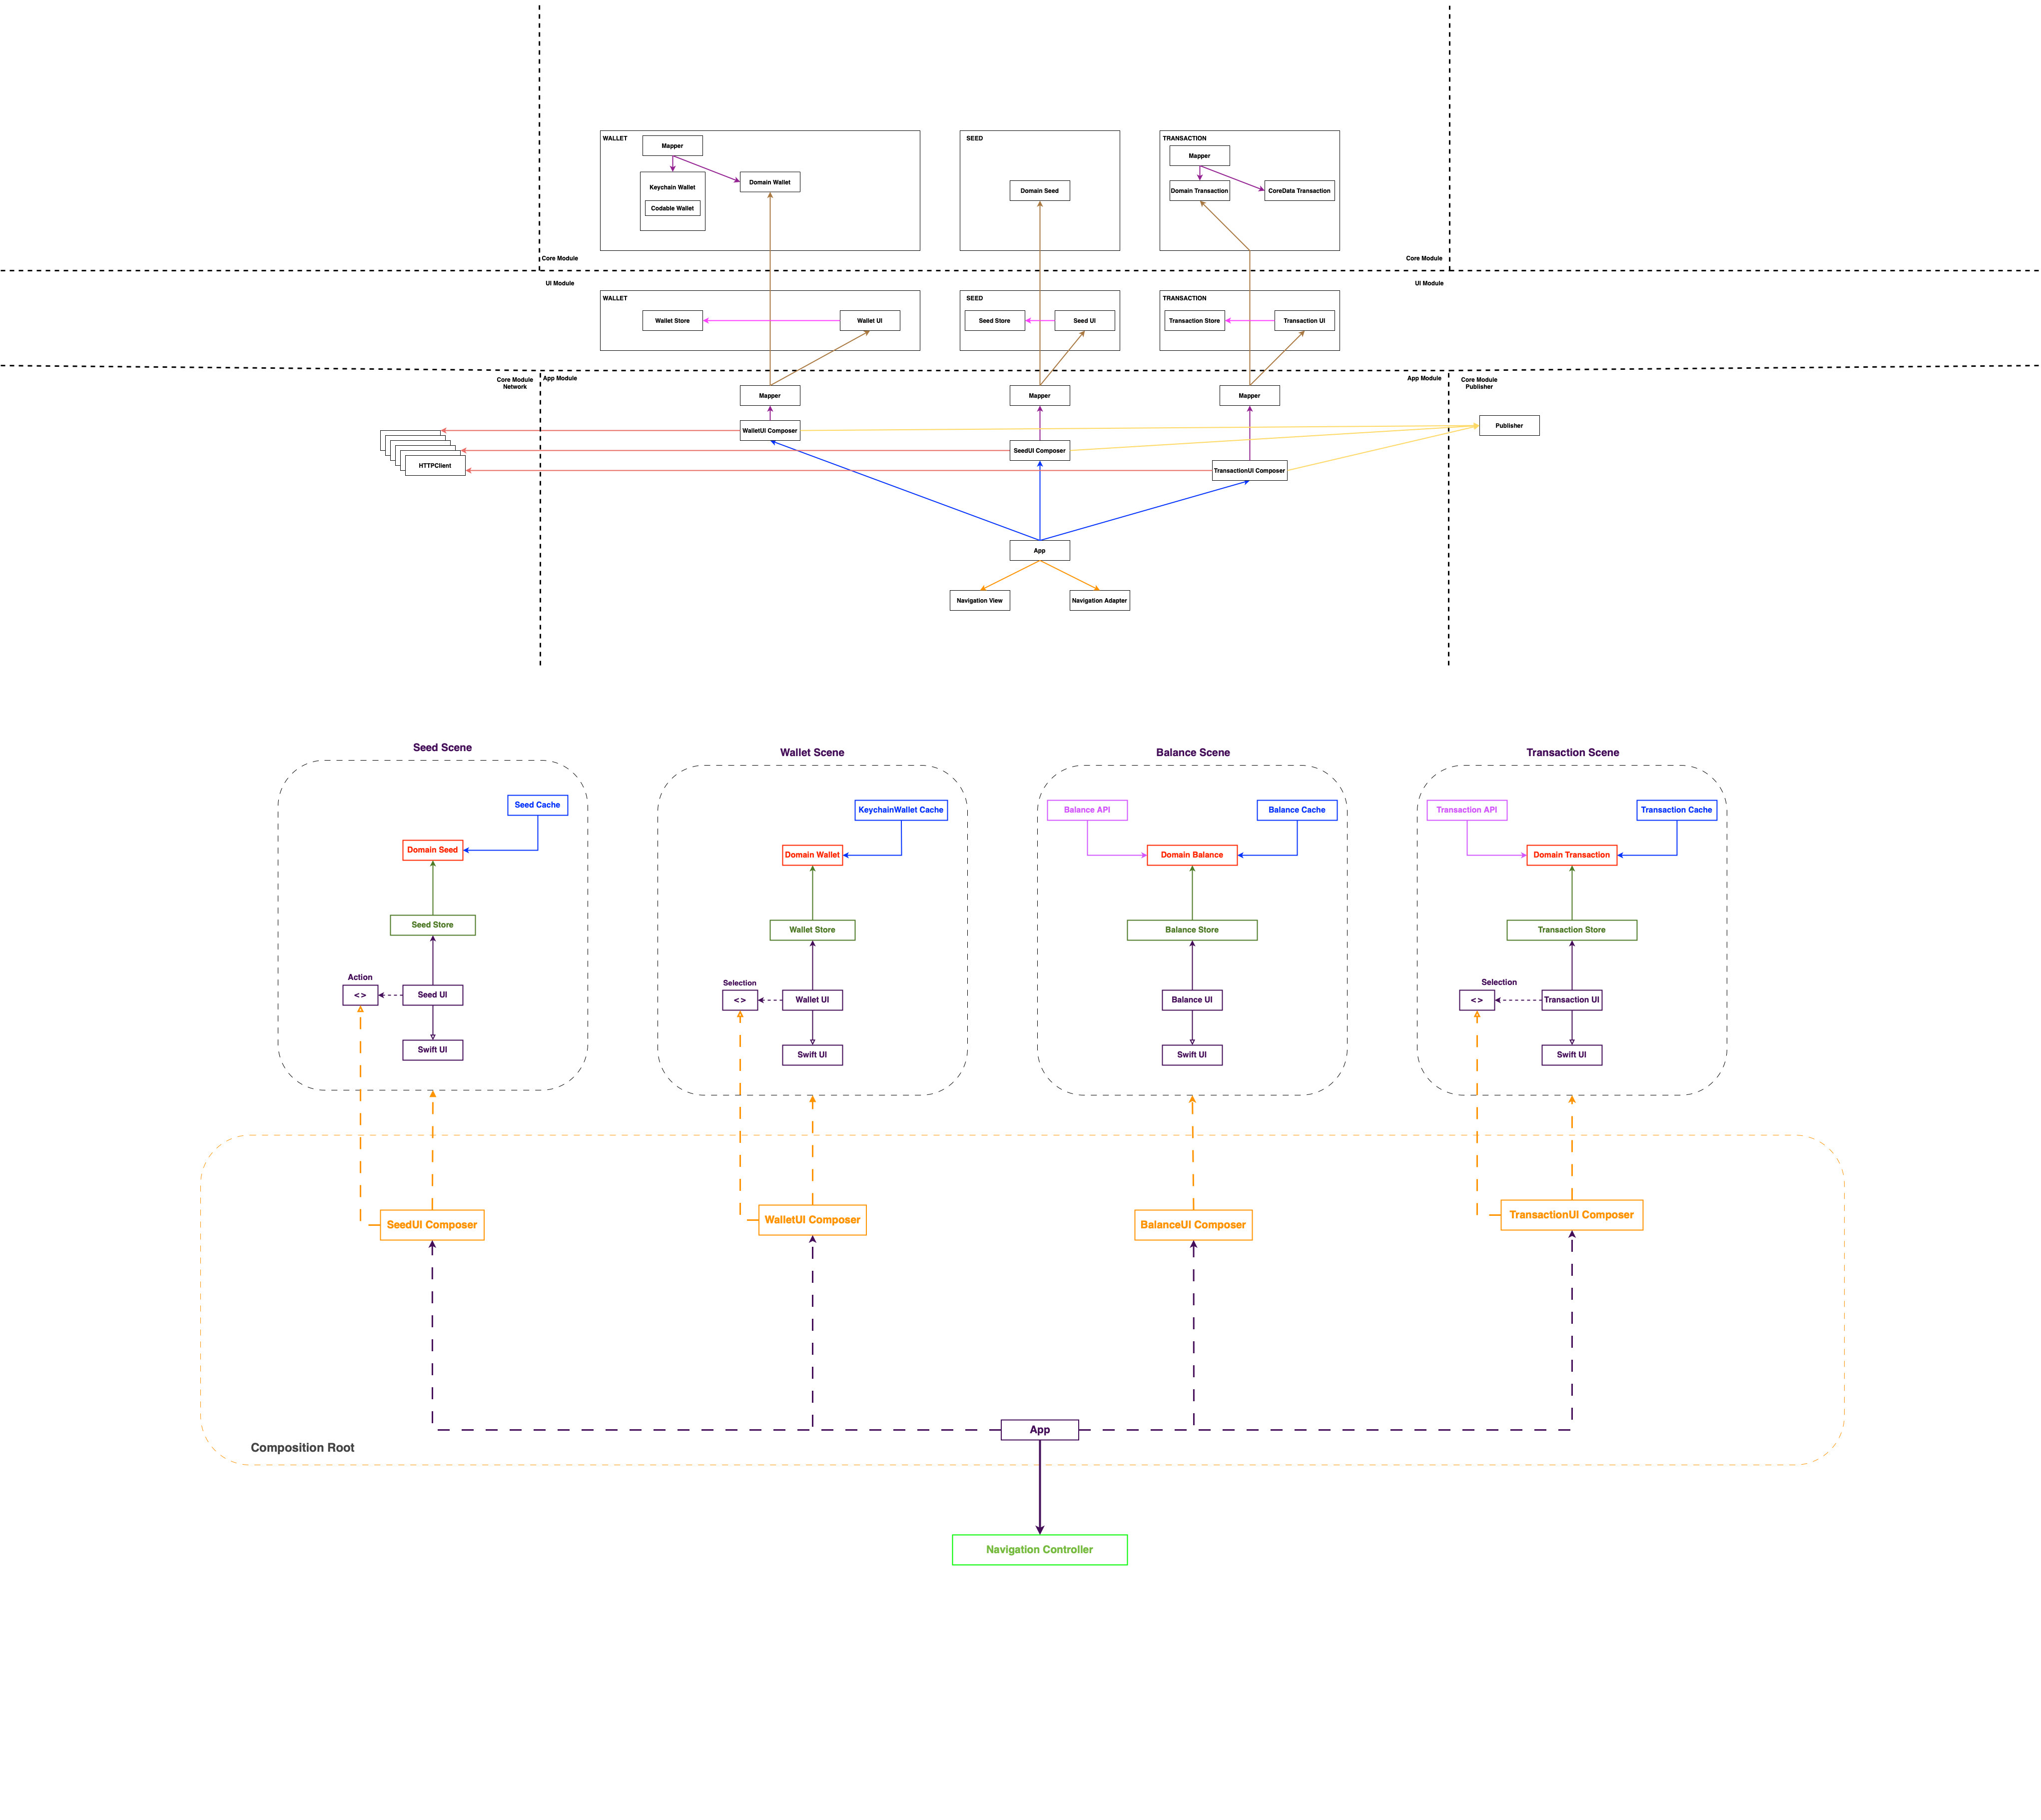 WALLET
Mapper
Keychain Wallet
Codable Wallet
Domain Wallet
SEED
Domain Seed
TRANSACTION
Mapper
Domain Transaction
CoreData Transaction
Core Module
Core Module
UI Module
UI Module
WALLET
Wallet Store
Wallet UI
SEED
Seed Store
Seed UI
TRANSACTION
Transaction Store
Transaction UI
Core Module
Network
App Module
App Module
Core Module
Publisher
Mapper
Mapper
Mapper
WalletUI Composer
SeedUI Composer
TransactionUI Composer
Publisher
HTTPClient
App
Navigation View
Navigation Adapter
Seed Scene
Seed Cache
Domain Seed
Seed Store
Action
<>
Seed UI
Swift UI
Wallet Scene
KeychainWallet Cache
Domain Wallet
Wallet Store
Selection
<>
Wallet UI
Swift UI
Balance Scene
Balance API
Balance Cache
Domain Balance
Balance Store
Balance UI
Swift UI
Transaction Scene
Transaction API
Transaction Cache
Domain Transaction
Transaction Store
Selection
<>
Transaction UI
Swift UI
SeedUI Composer
WalletUI Composer
BalanceUI Composer
TransactionUI Composer
App
Composition Root
Navigation Controller